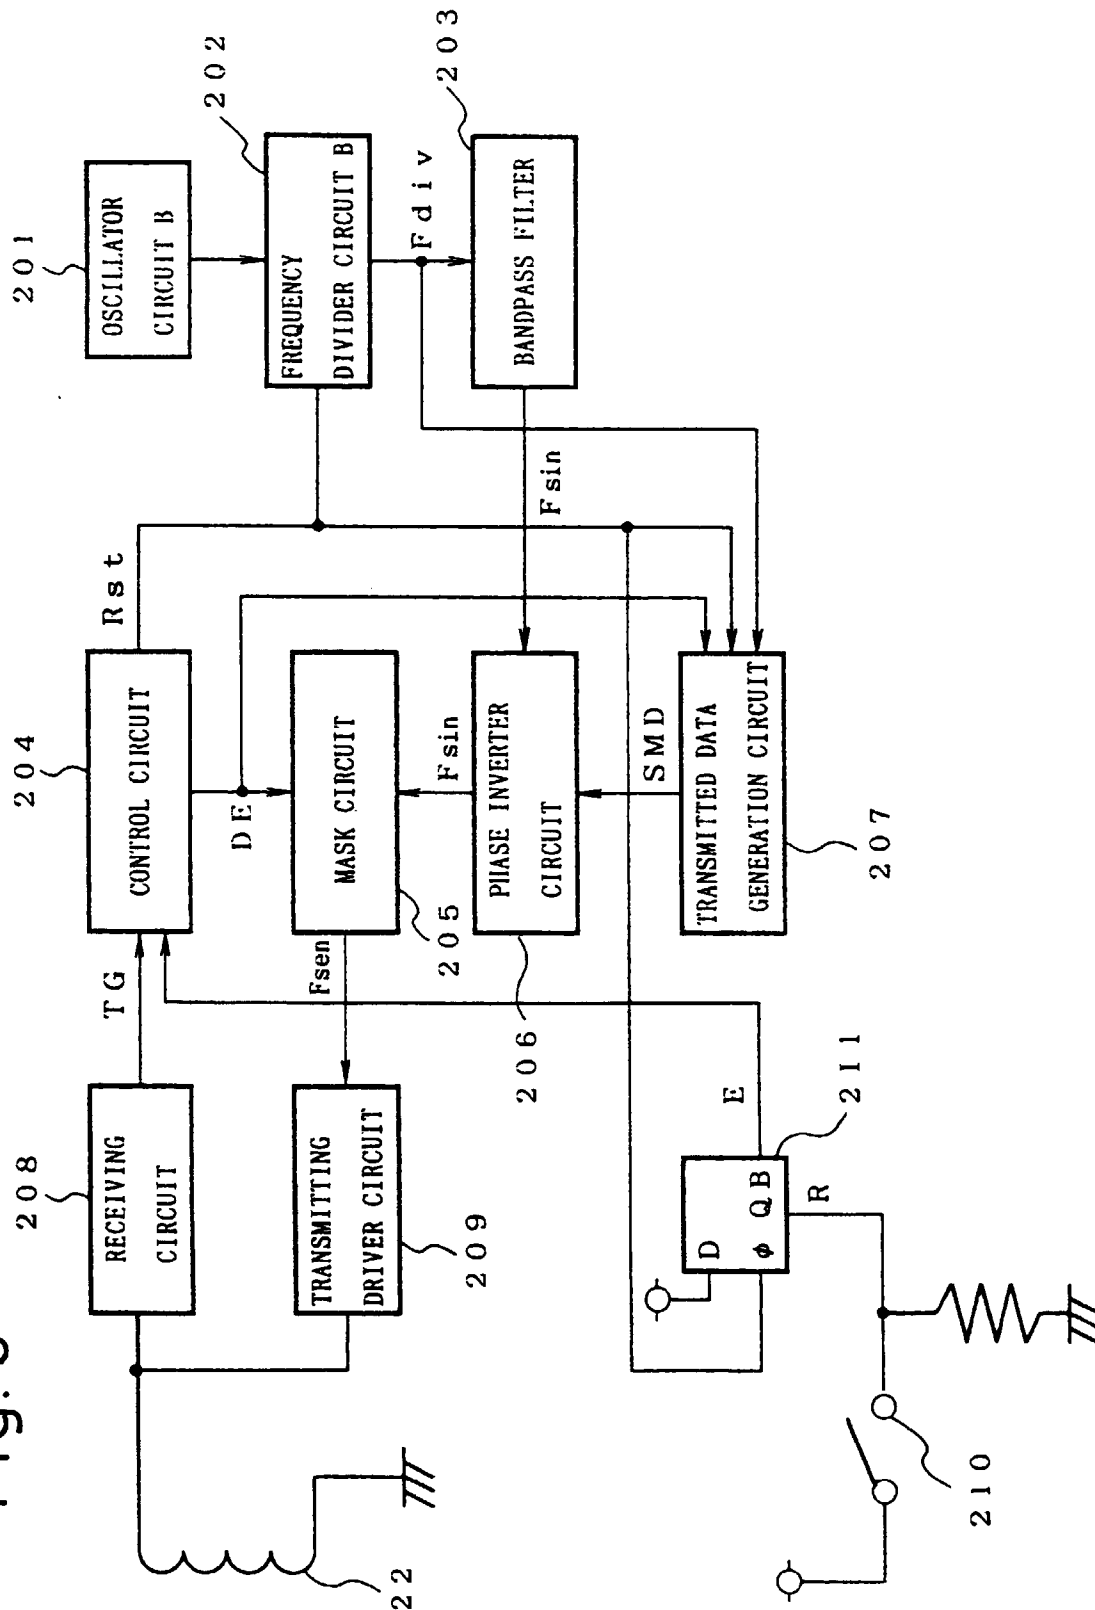 201
OSCILLATOR
CIRCUIT B
202
FREQUENCY
DIVIDER CIRCUIT B
Fdiv
203
BANDPASS FILTER
Fsin
Rst
204
CONTROL CIRCUIT
DE
MASK CIRCUIT
205
Fsin
PHASE INVERTER
CIRCUIT
206
SMD
TRANSMITTED DATA
GENERATION CIRCUIT
207
TG
Fsen
208
RECEIVING
CIRCUIT
TRANSMITTING
DRIVER CIRCUIT
209
E
211
D
φ QB
R
210
22